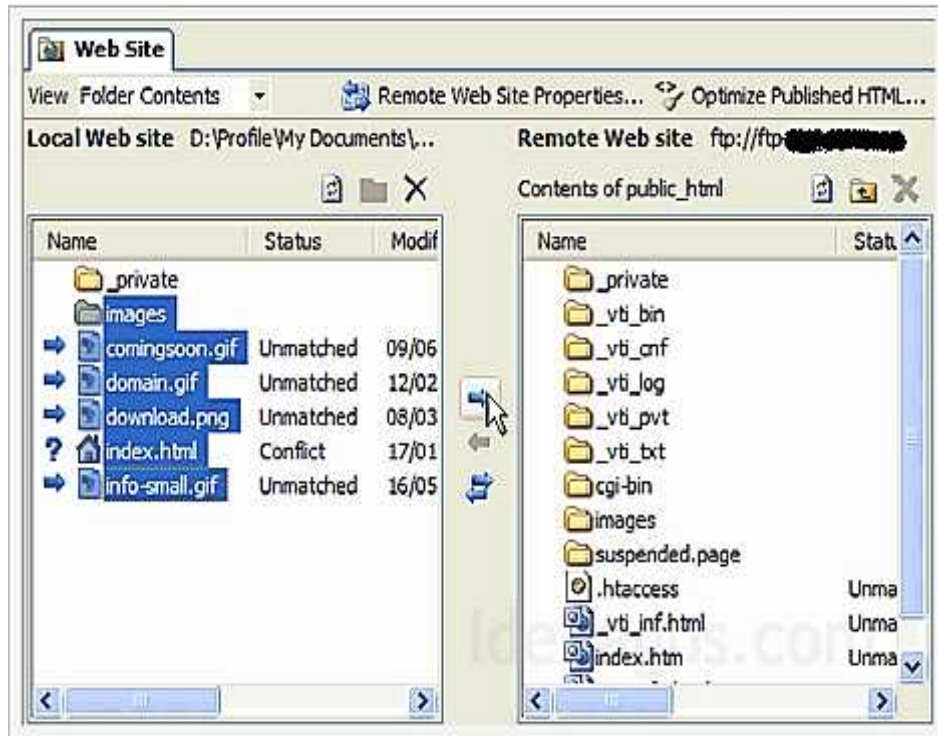 Web Site
View Folder Contents Remote Web Site Properties... Optimize Published HTML...
Local Web site D:\Profile\My Documents\...
Remote Web site ftp://ftp
Contents of public_html
Name Status Modif
_private
images
comingsoon.gif Unmatched 09/06
domain.gif Unmatched 12/02
download.png Unmatched 08/03
? index.html Conflict 17/01
info-small.gif Unmatched 16/05
Name Statu
_private
_vti_bin
_vti_cnf
_vti_log
_vti_pvt
_vti_txt
cgi-bin
images
suspended.page
.htaccess Unma
_vti_inf.html Unma
index.htm Unma